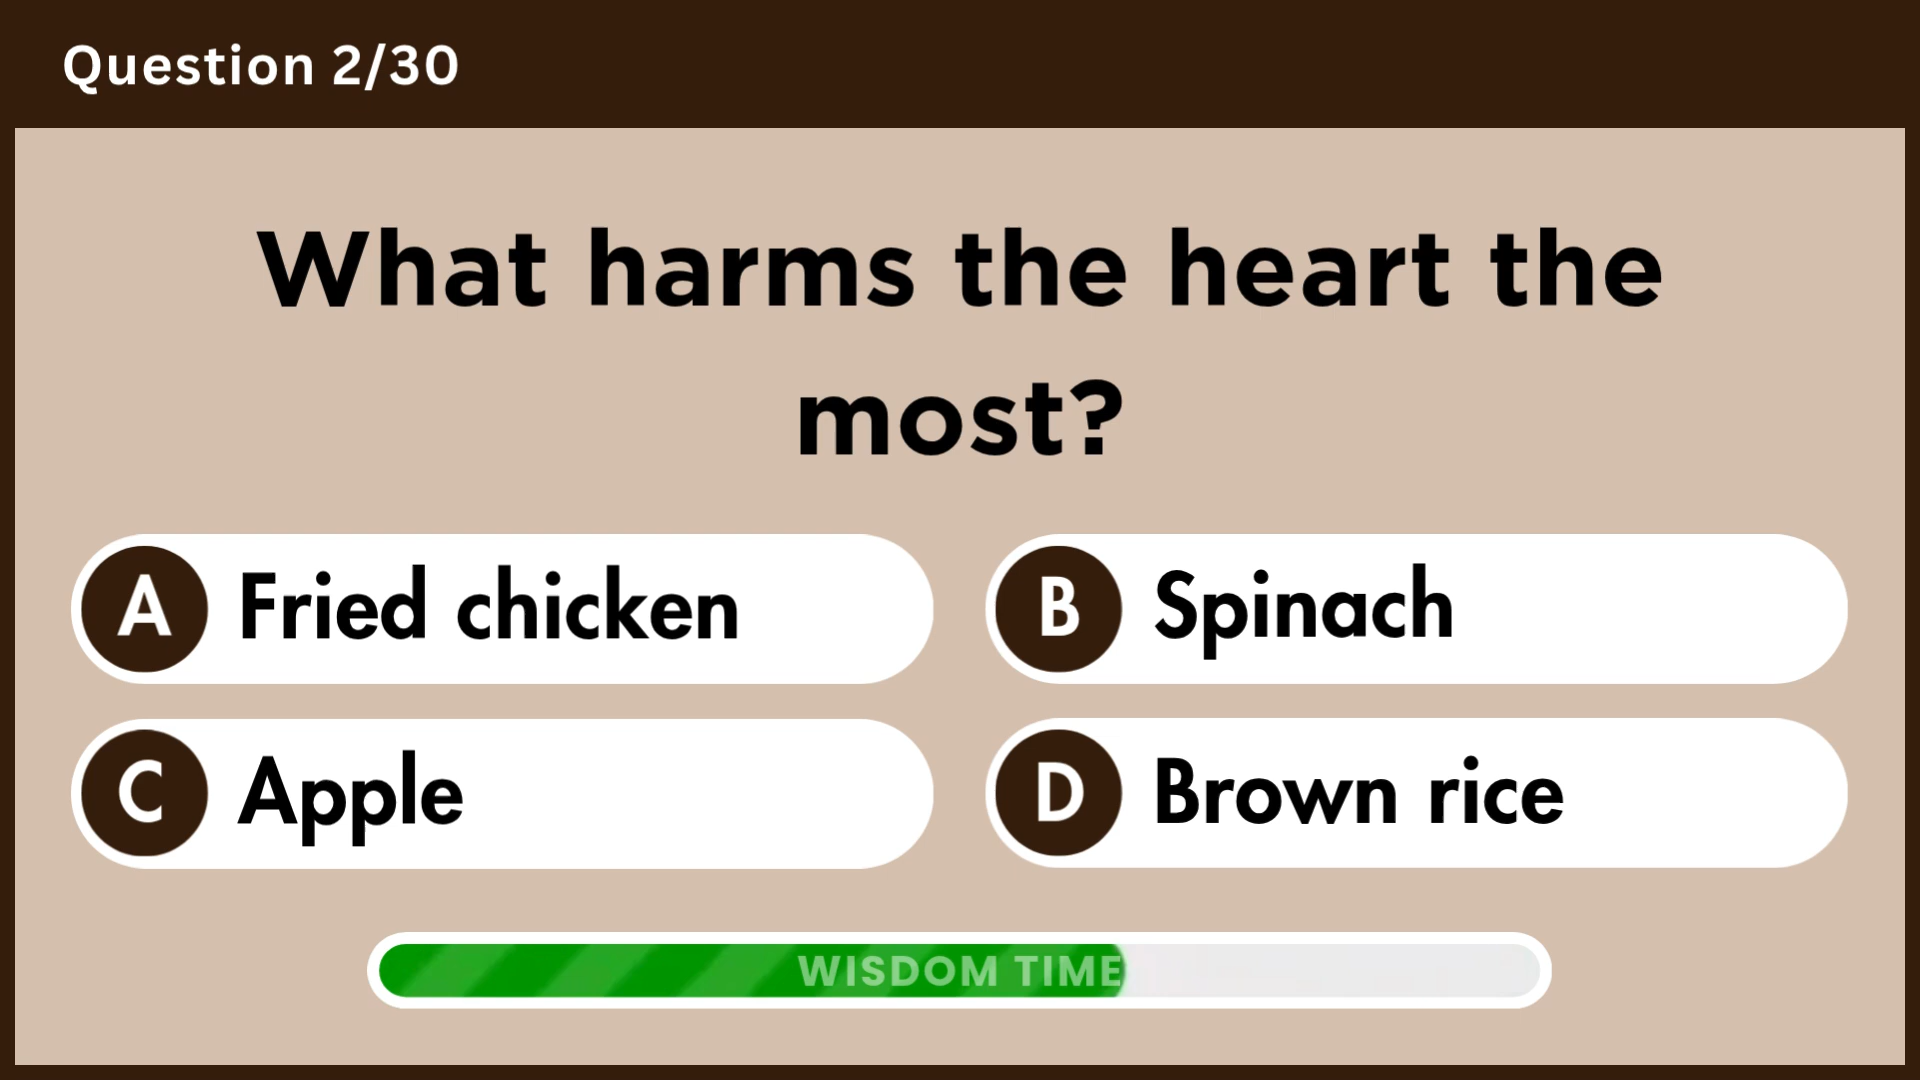 Question 2/30
What harms the heart the
most?
A Fried chicken
B Spinach
C Apple
D Brown rice
WISDOM TIME